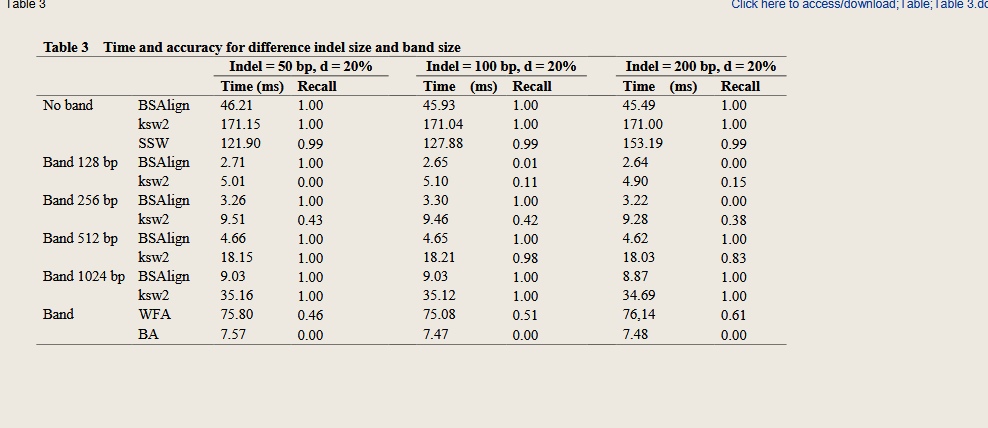 Table 3
Click here to access/download;Table;Table 3.do
Table 3 Time and accuracy for difference indel size and band size
Indel = 50 bp, d = 20% Indel = 100 bp, d = 20% Indel = 200 bp, d = 20%
Time (ms) Recall Time (ms) Recall Time (ms) Recall
No band BSAlign 46.21 1.00 45.93 1.00 45.49 1.00
ksw2 171.15 1.00 171.04 1.00 171.00 1.00
SSW 121.90 0.99 127.88 0.99 153.19 0.99
Band 128 bp BSAlign 2.71 1.00 2.65 0.01 2.64 0.00
ksw2 5.01 0.00 5.10 0.11 4.90 0.15
Band 256 bp BSAlign 3.26 1.00 3.30 1.00 3.22 0.00
ksw2 9.51 0.43 9.46 0.42 9.28 0.38
Band 512 bp BSAlign 4.66 1.00 4.65 1.00 4.62 1.00
ksw2 18.15 1.00 18.21 0.98 18.03 0.83
Band 1024 bp BSAlign 9.03 1.00 9.03 1.00 8.87 1.00
ksw2 35.16 1.00 35.12 1.00 34.69 1.00
Band WFA 75.80 0.46 75.08 0.51 76,14 0.61
BA 7.57 0.00 7.47 0.00 7.48 0.00